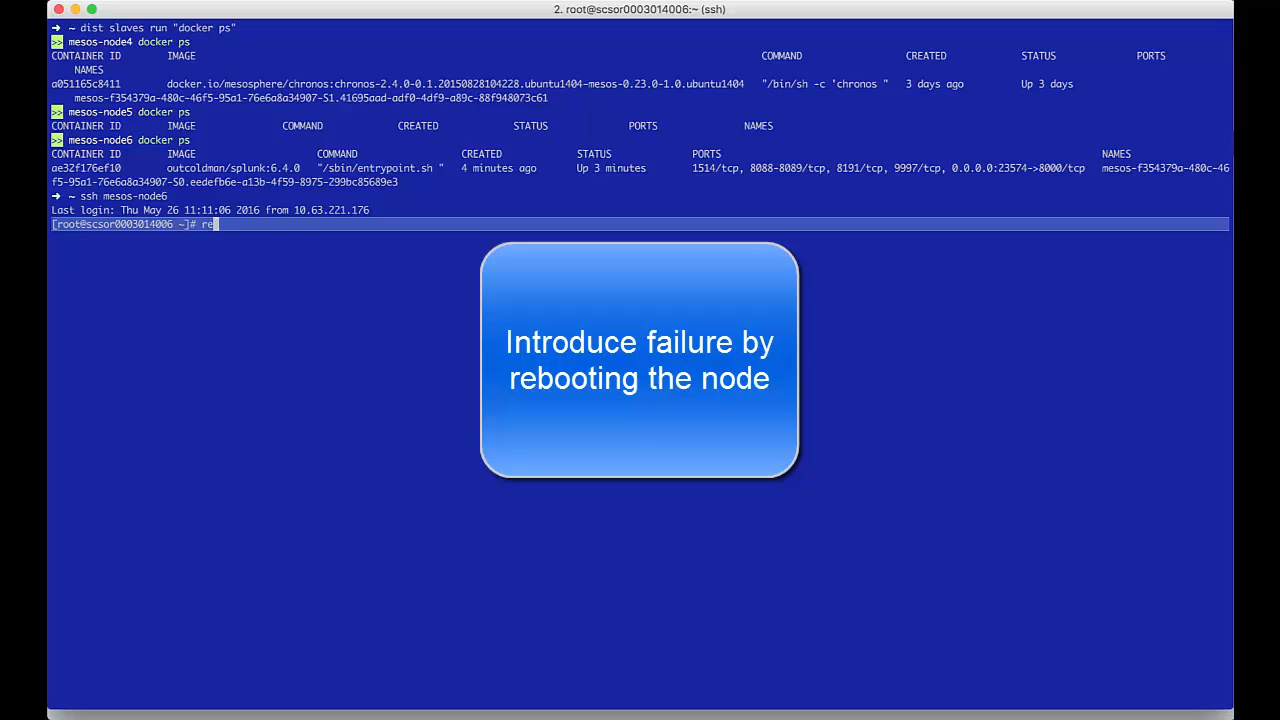 2. root@scsor0003014006:~ (ssh)
➜ ~ dist slaves run "docker ps"
>> mesos-node4 docker ps
CONTAINER ID IMAGE COMMAND CREATED STATUS PORTS
NAMES
a051165c8411 docker.io/mesosphere/chronos:chronos-2.4.0-0.1.20150828104228.ubuntu1404-mesos-0.23.0-1.0.ubuntu1404 "/bin/sh -c 'chronos " 3 days ago Up 3 days
mesos-f354379a-480c-46f5-95a1-76e6a8a34907-S1.41695aad-adf0-4df9-a89c-88f948073c61
>> mesos-node5 docker ps
CONTAINER ID IMAGE COMMAND CREATED STATUS PORTS NAMES
>> mesos-node6 docker ps
CONTAINER ID IMAGE COMMAND CREATED STATUS PORTS NAMES
ae32f176ef10 outcoldman/splunk:6.4.0 "/sbin/entrypoint.sh " 4 minutes ago Up 3 minutes 1514/tcp, 8088-8089/tcp, 8191/tcp, 9997/tcp, 0.0.0.0:23574->8000/tcp mesos-f354379a-480c-46
f5-95a1-76e6a8a34907-S0.eedefb6e-a13b-4f59-8975-299bc85689e3
➜ ~ ssh mesos-node6
Last login: Thu May 26 11:11:06 2016 from 10.63.221.176
[root@scsor0003014006 ~]# re
Introduce failure by
rebooting the node